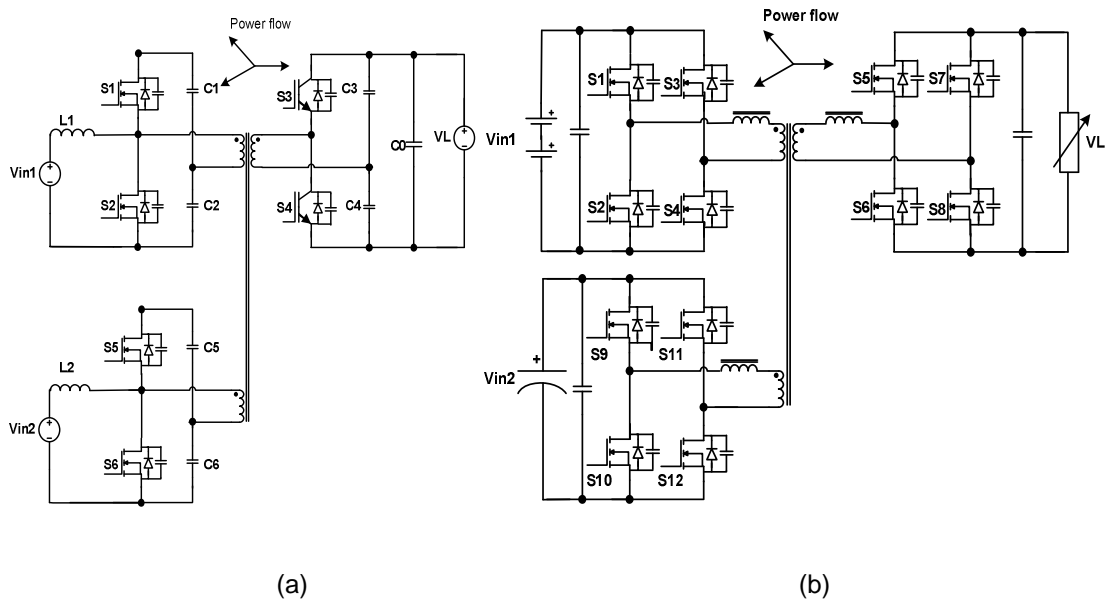 Power flow
S1
C1
L1
Vin1
S2
C2
S3
C3
C0
VL
S4
C4
S5
C5
L2
Vin2
S6
C6
(a)
Power flow
S1
S3
Vin1
S2
S4
S5
S7
VL
S6
S8
S9
S11
Vin2
S10
S12
(b)